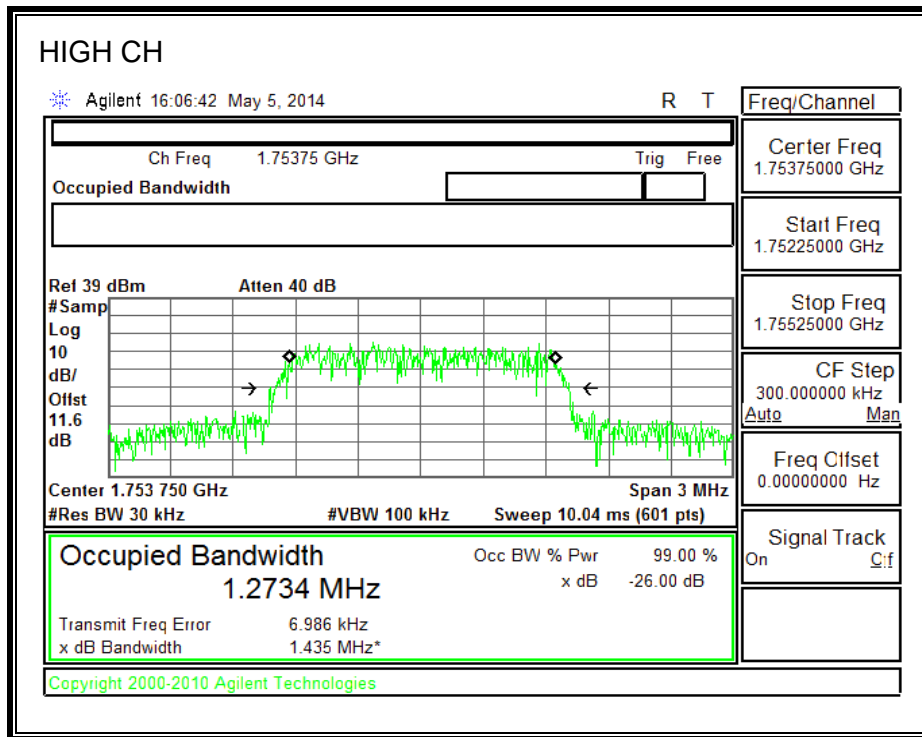 HIGH CH
Agilent 16:06:42 May 5, 2014 R T
Freq/Channel
Ch Freq 1.75375 GHz Trig Free
Occupied Bandwidth
Center Freq
1.75375000 GHz
Start Freq
1.75225000 GHz
Stop Freq
1.75525000 GHz
CF Step
300.000000 kHz
Auto Man
Freq Offset
0.00000000 Hz
Signal Track
On Off
Ref 39 dBm Atten 40 dB
#Samp
Log
10
dB/
Offst
11.6
dB
Center 1.753 750 GHz Span 3 MHz
#Res BW 30 kHz #VBW 100 kHz Sweep 10.04 ms (601 pts)
Occupied Bandwidth
1.2734 MHz
Occ BW % Pwr 99.00 %
x dB -26.00 dB
Transmit Freq Error 6.986 kHz
x dB Bandwidth 1.435 MHz*
Copyright 2000-2010 Agilent Technologies